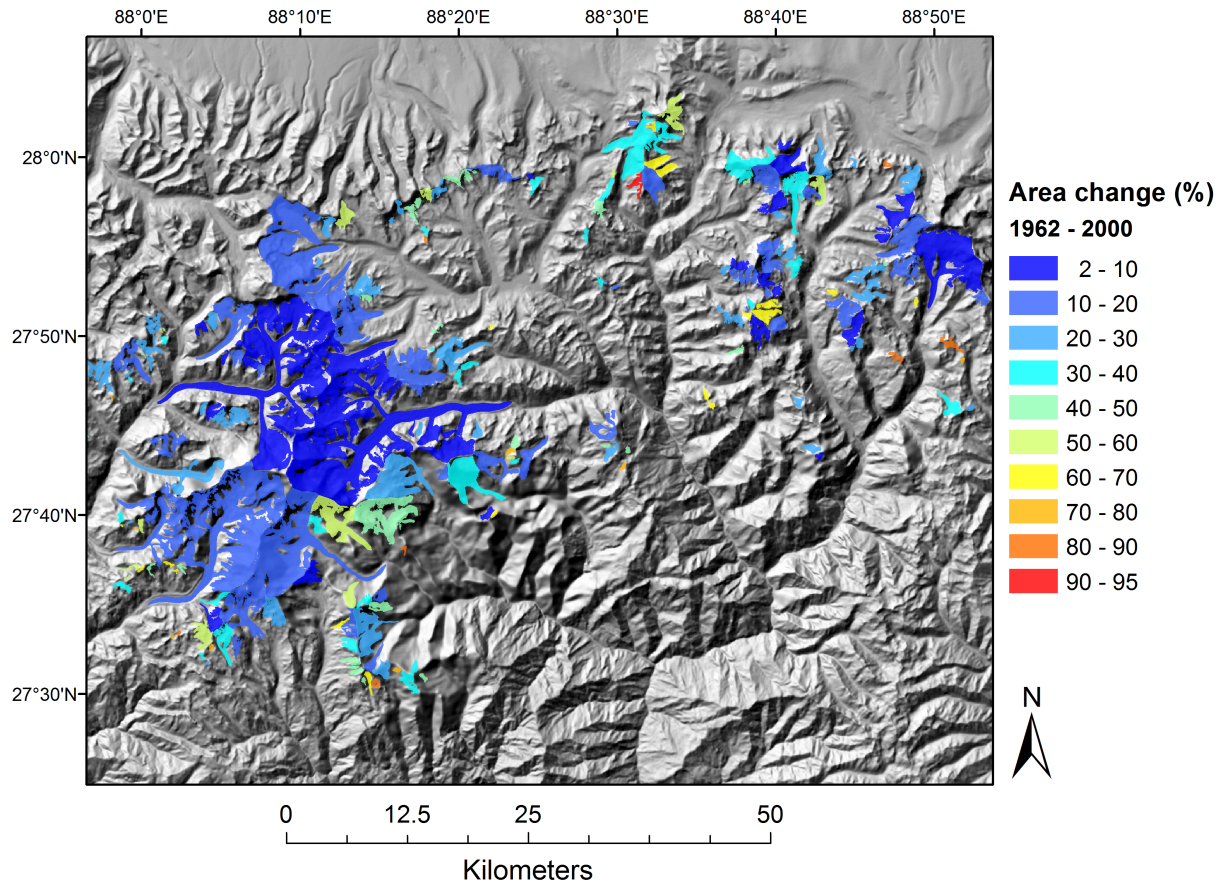 88°0'E 88°10'E 88°20'E 88°30'E 88°40'E 88°50'E
28°0'N
27°50'N
27°40'N
27°30'N
Area change (%)
1962 - 2000
2 - 10
10 - 20
20 - 30
30 - 40
40 - 50
50 - 60
60 - 70
70 - 80
80 - 90
90 - 95
N
0 12.5 25 50
Kilometers